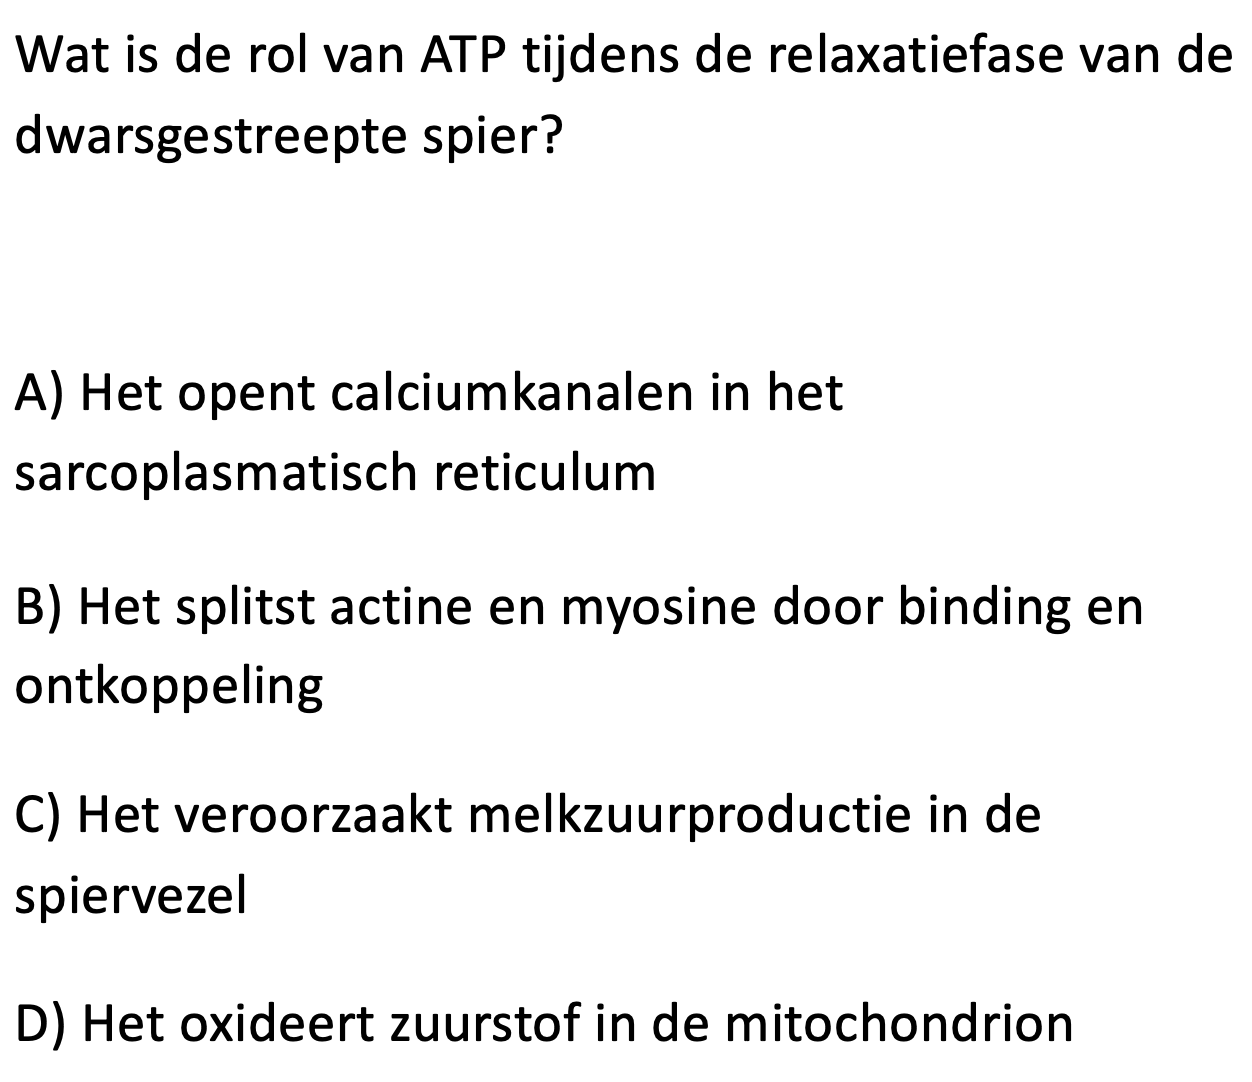 Wat is de rol van ATP tijdens de relaxatiefase van de
dwarsgestreepte spier?
A) Het opent calciumkanalen in het
sarcoplasmatisch reticulum
B) Het splitst actine en myosine door binding en
ontkoppeling
C) Het veroorzaakt melkzuurproductie in de
spiervezel
D) Het oxideert zuurstof in de mitochondrion